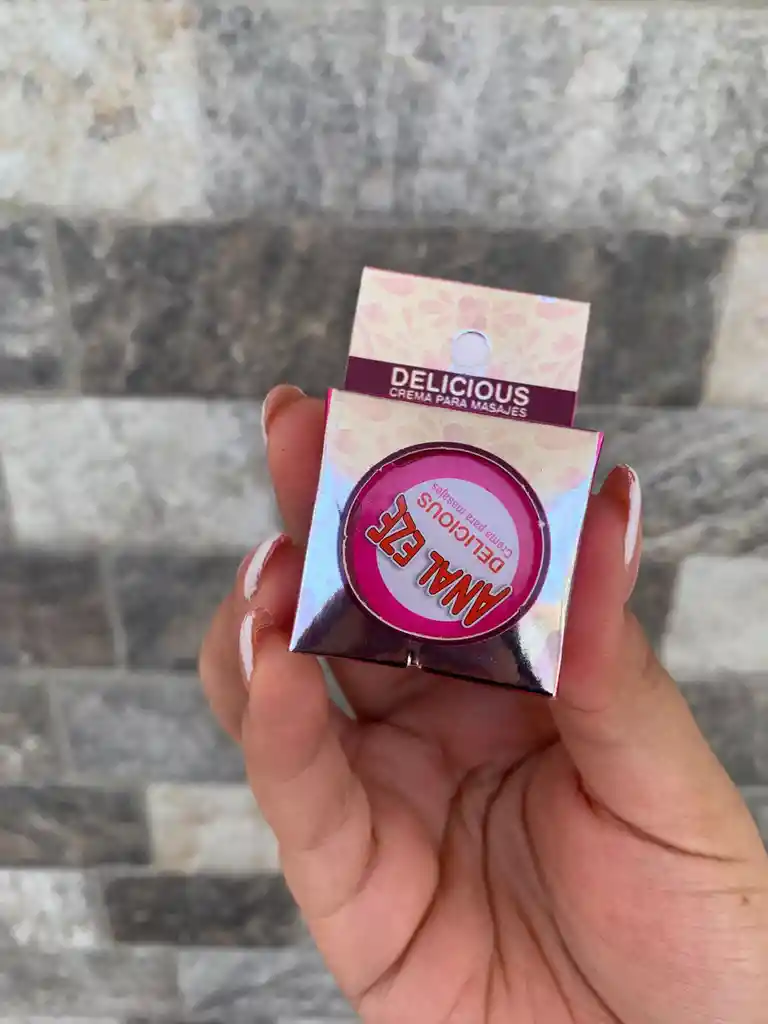 DELICIOUS
CREMA PARA MASAJES
ANAL EZE
DELICIOUS
Crema para masajes